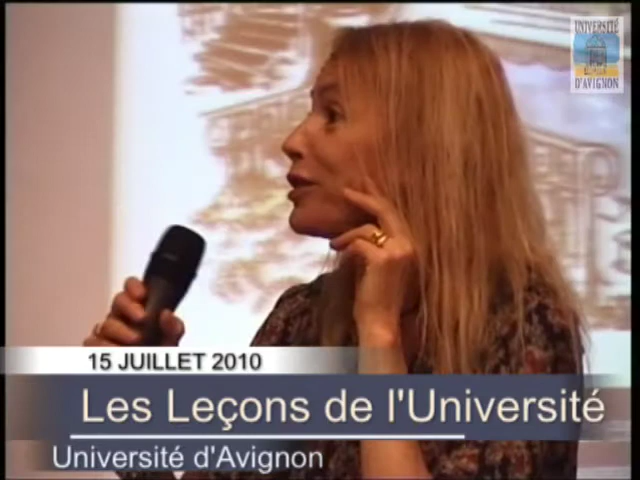 UNIVERSITÉ
D'AVIGNON
15 JUILLET 2010
Les Leçons de l'Université
Université d'Avignon